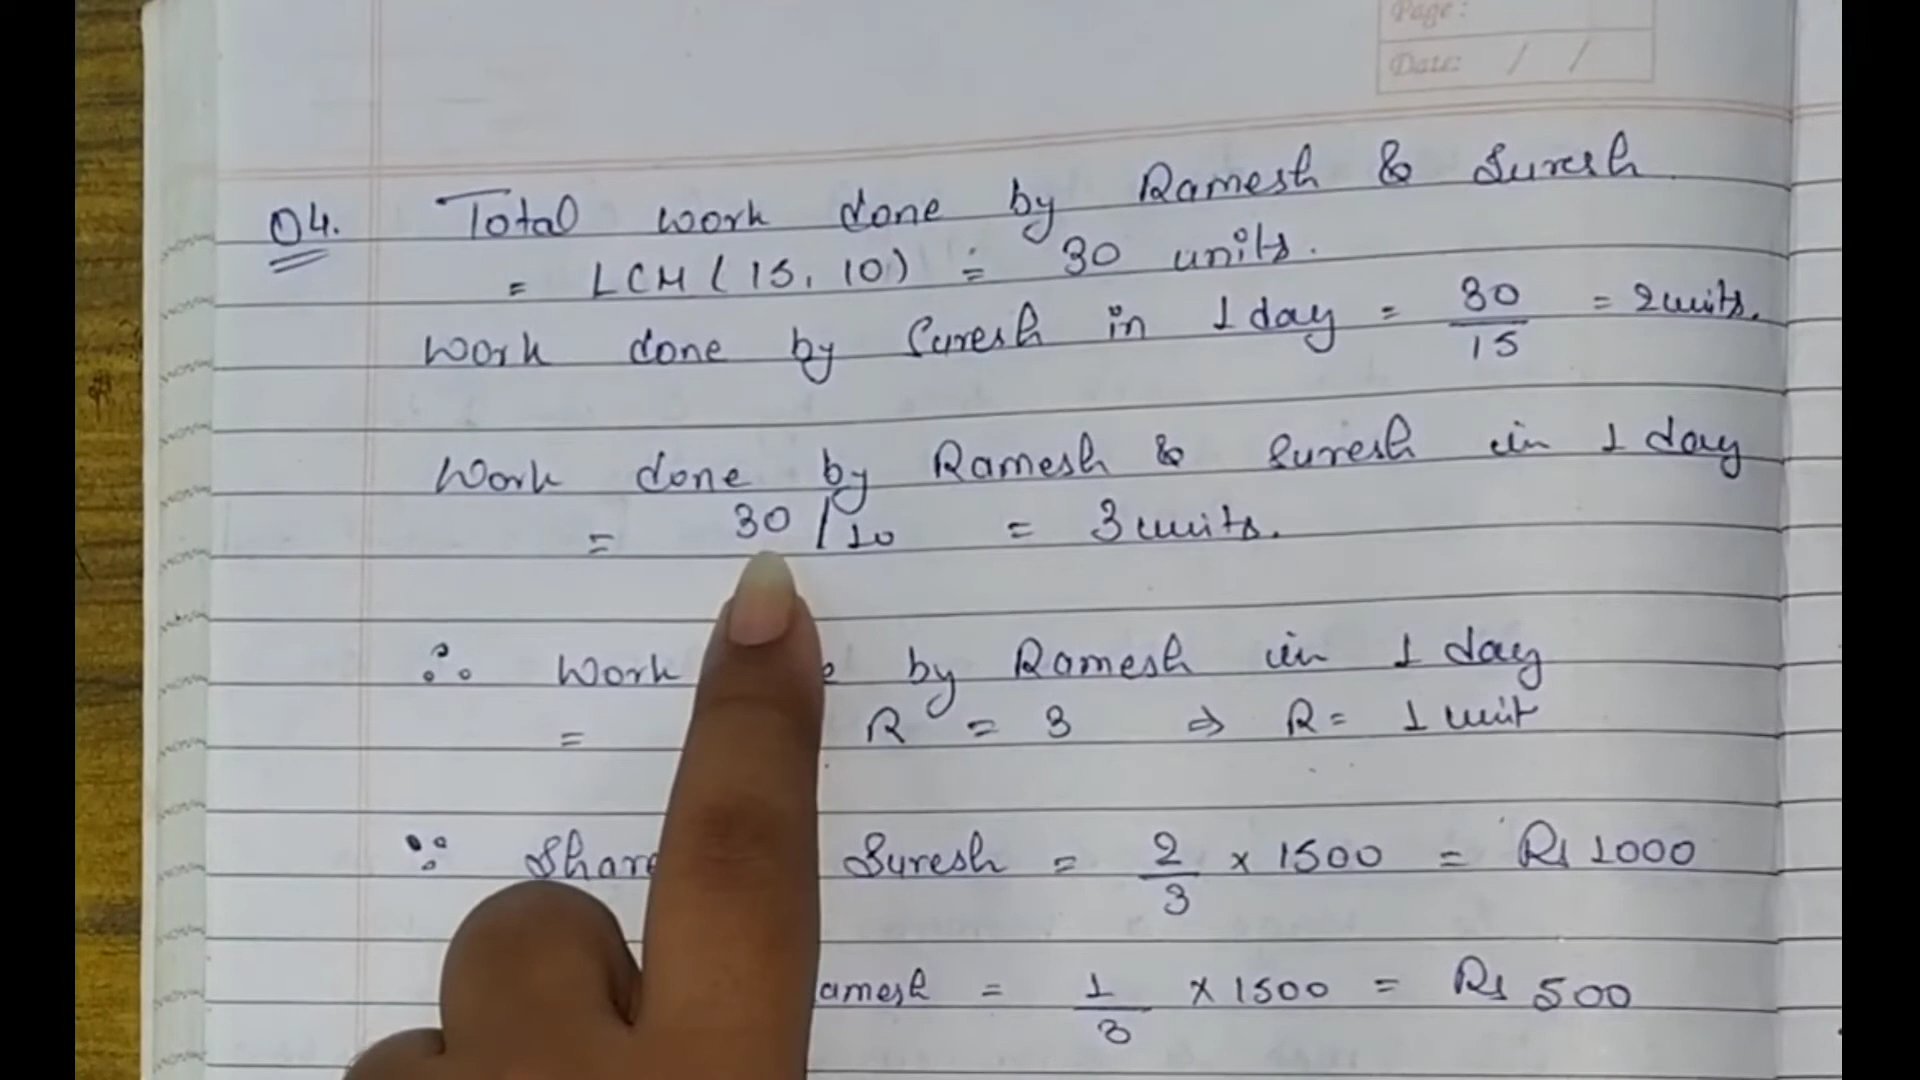 Page:
Date: / /
Q4. Total work done by Ramesh & Suresh
= LCM (15, 10) = 30 units.
Work done by Suresh in 1 day = 30/15 = 2 units.
Work done by Ramesh & Suresh in 1 day
= 30/10 = 3 units.
∴ Work by Ramesh in 1 day
= R = 3 ⇒ R = 1 unit
∵ Share Suresh = 2/3 × 1500 = Rs 1000
amesh = 1/3 × 1500 = Rs 500